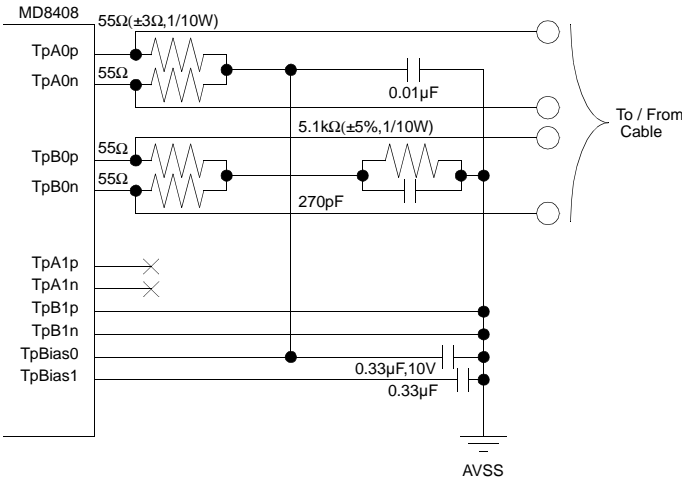 MD8408
55Ω(±3Ω,1/10W)
TpA0p
TpA0n
55Ω
0.01µF
To / From
Cable
5.1kΩ(±5%,1/10W)
TpB0p
55Ω
TpB0n
55Ω
270pF
TpA1p
TpA1n
TpB1p
TpB1n
TpBias0
0.33µF,10V
TpBias1
0.33µF
AVSS